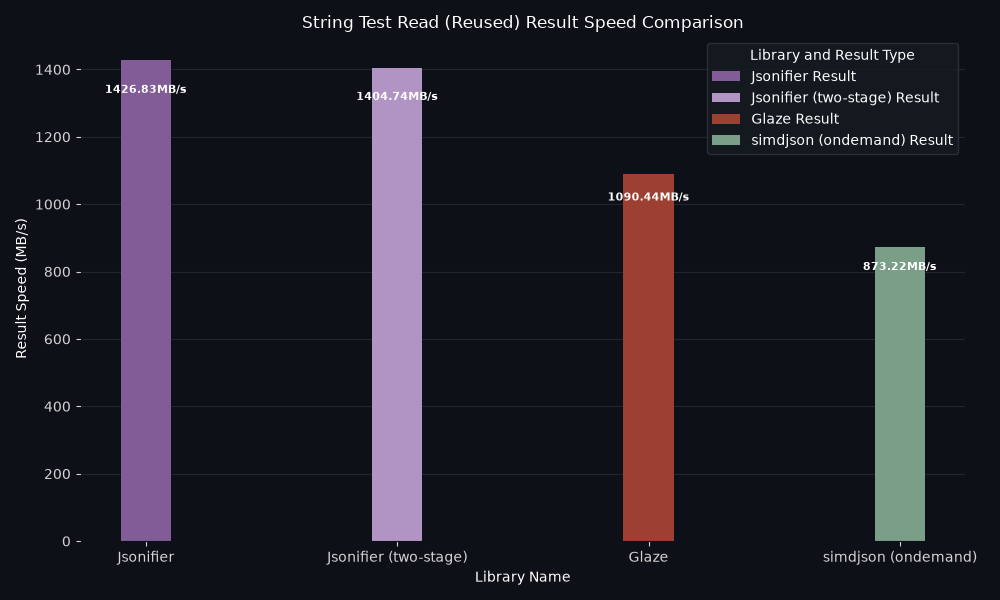 String Test Read (Reused) Result Speed Comparison
Library and Result Type
Jsonifier Result
Jsonifier (two-stage) Result
Glaze Result
simdjson (ondemand) Result
Result Speed (MB/s)
1400
1200
1000
800
600
400
200
0
1426.83MB/s
1404.74MB/s
1090.44MB/s
873.22MB/s
Jsonifier
Jsonifier (two-stage)
Glaze
simdjson (ondemand)
Library Name